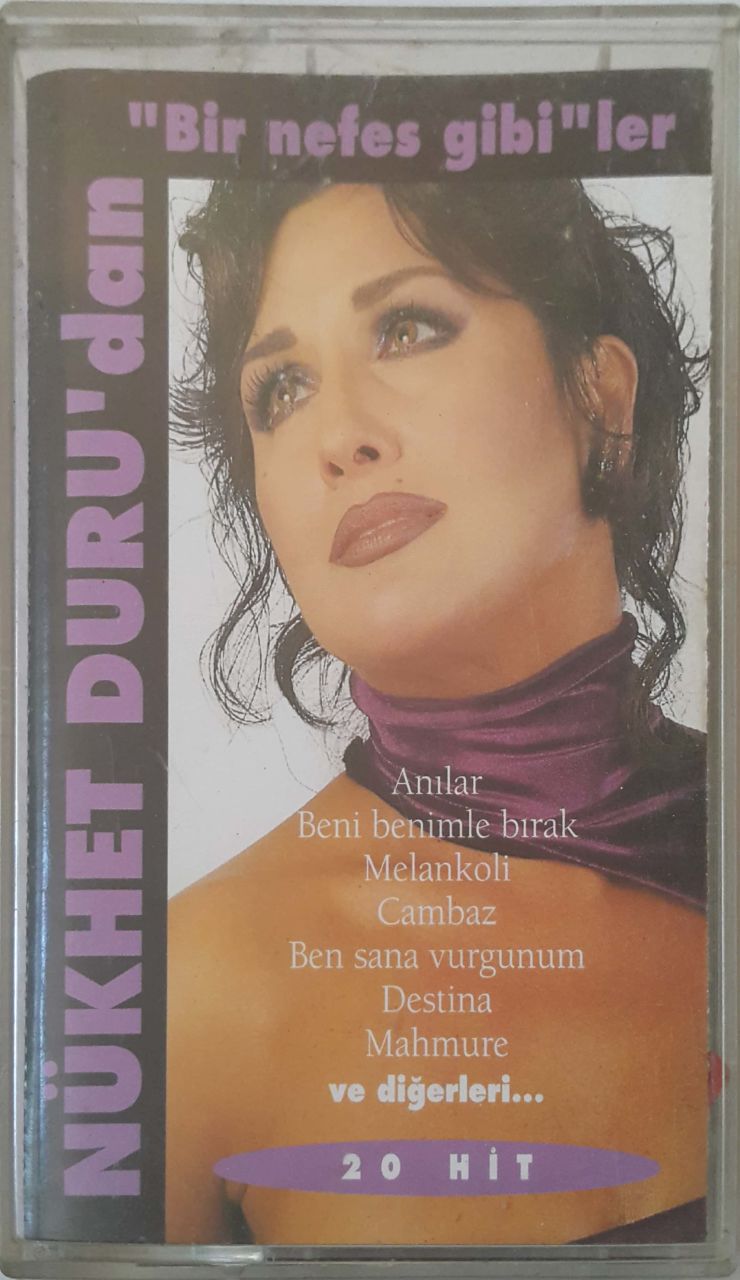 "Bir nefes gibi"ler
NÜKHET DURU'dan
Anılar
Beni benimle bırak
Melankoli
Cambaz
Ben sana vurgunum
Destina
Mahmure
ve diğerleri...
20 HİT